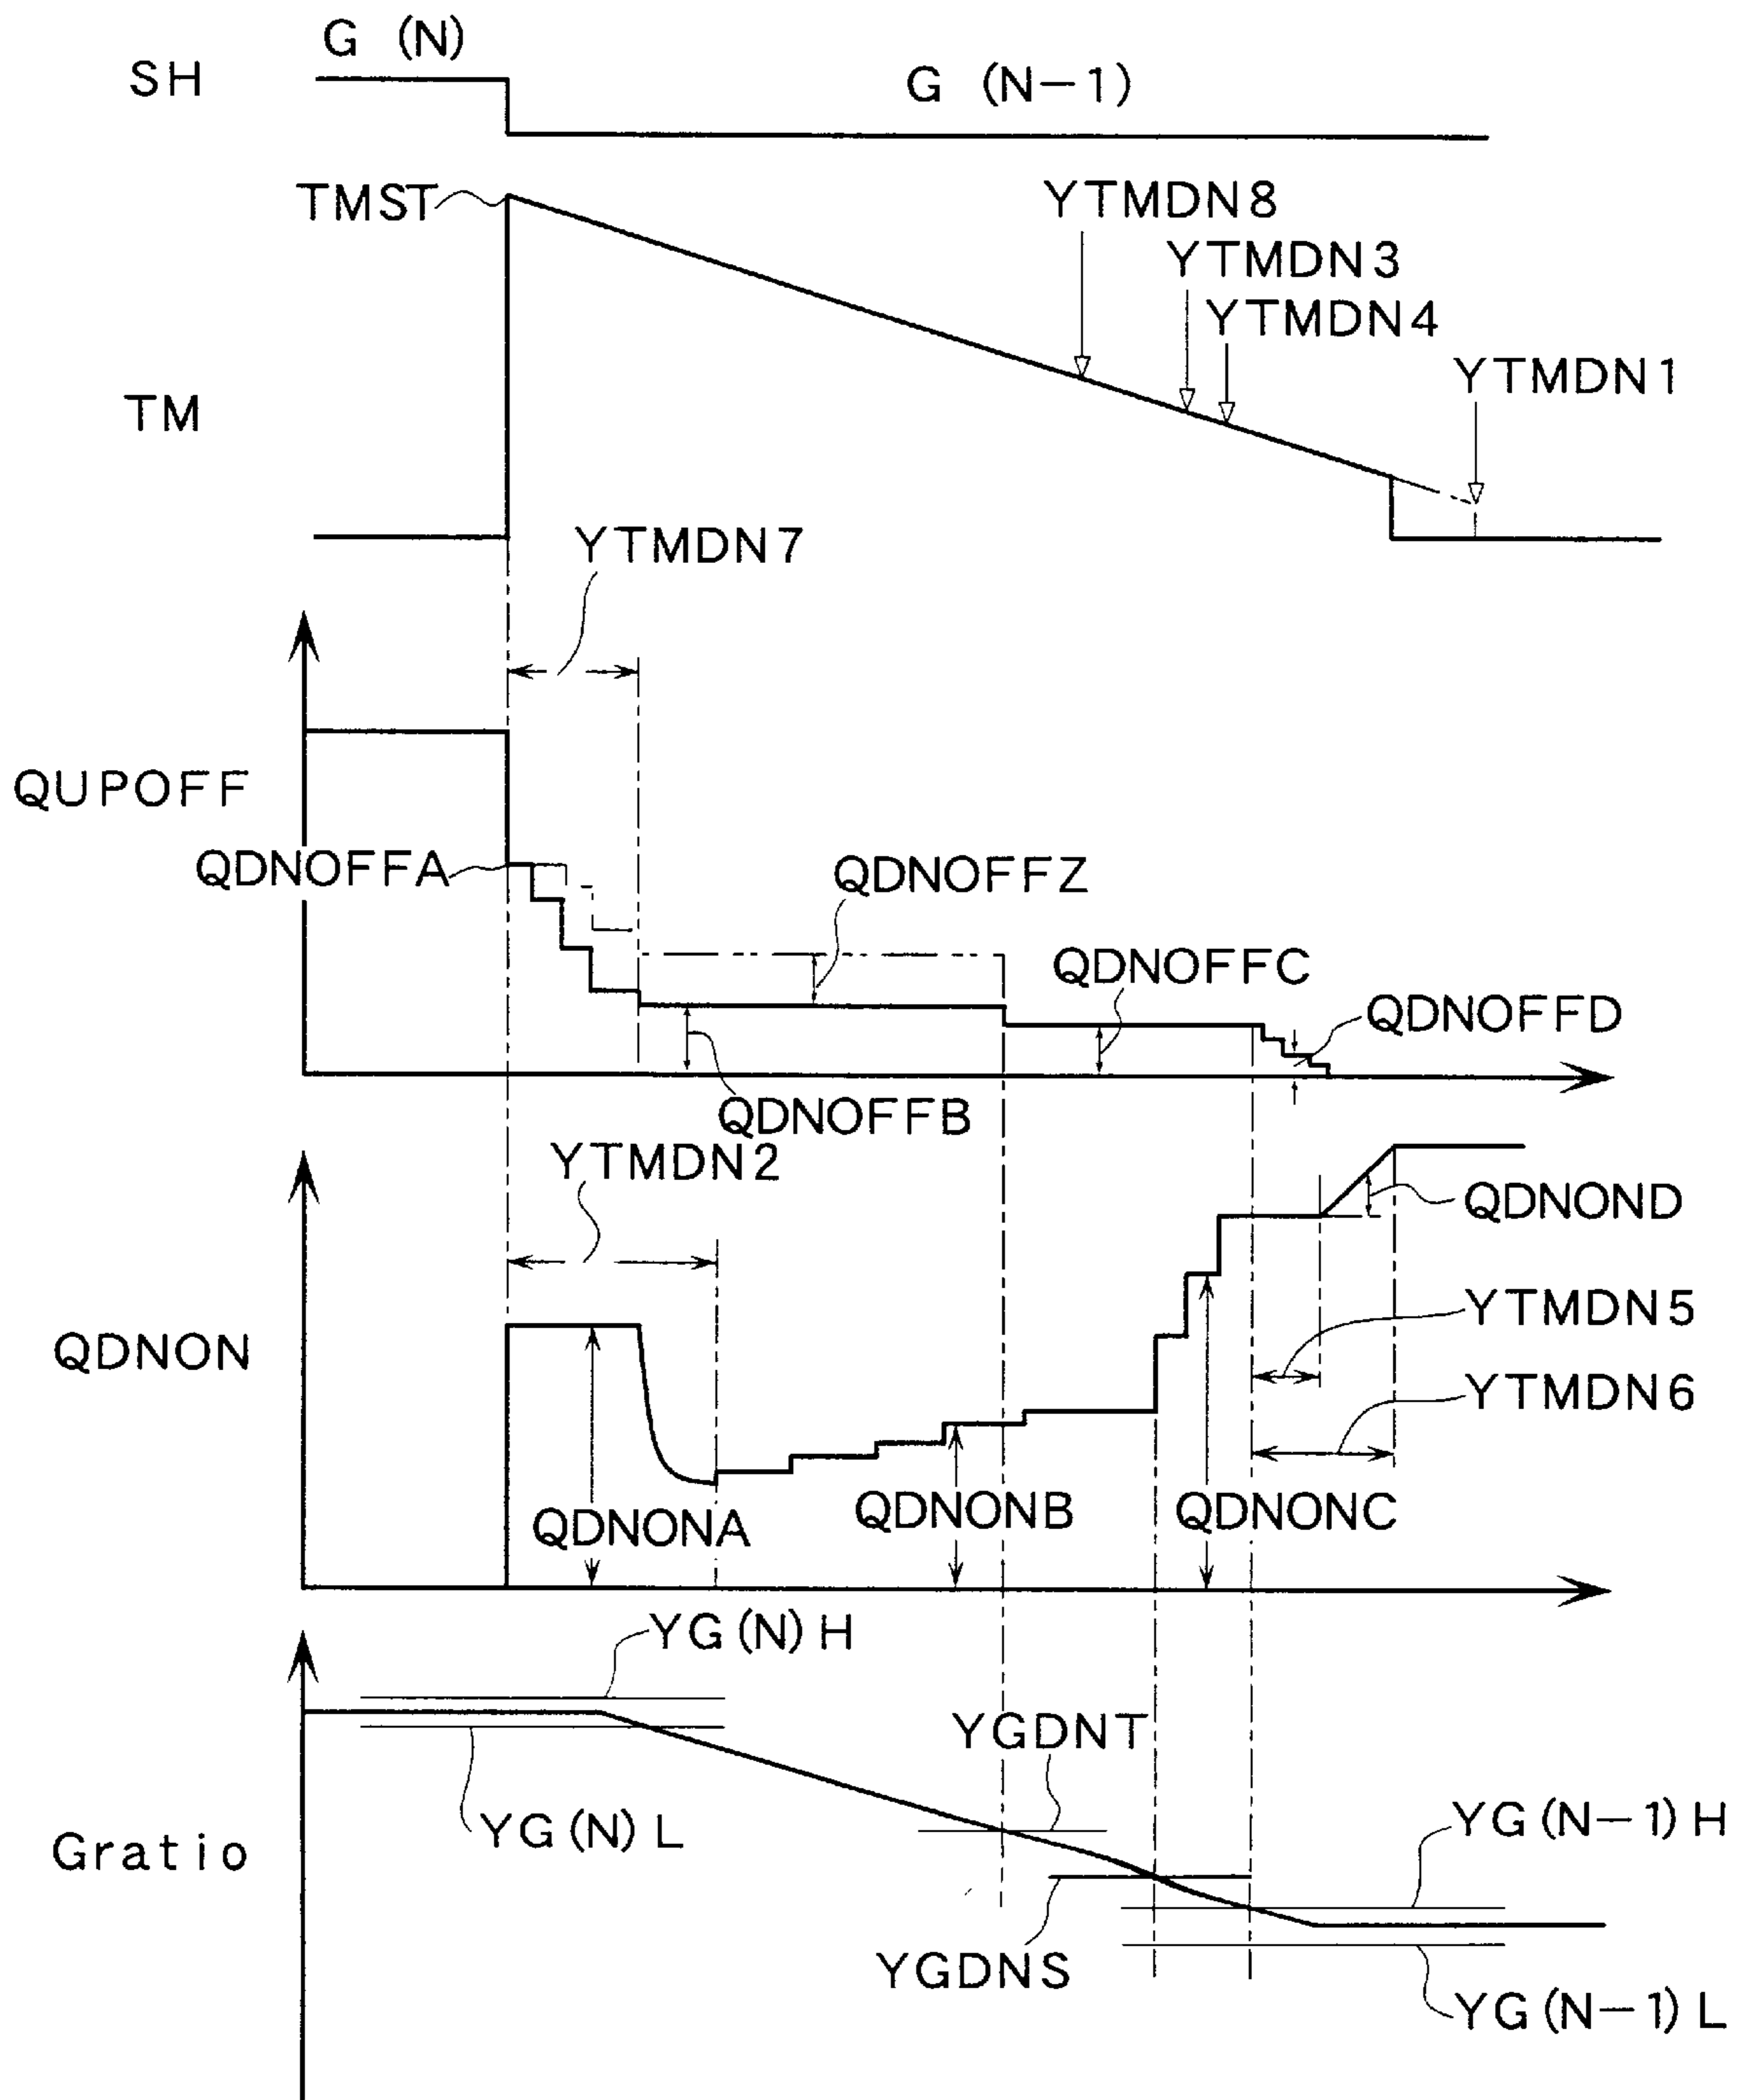 G (N)
SH
G (N-1)
TMST
YTMDN8
YTMDN3
YTMDN4
YTMDN1
TM
YTMDN7
QUPOFF
QDNOFFA
QDNOFFZ
QDNOFFC
QDNOFFD
QDNOFFB
YTMDN2
QDNOND
YTMDN5
QDNON
YTMDN6
QDNONA
QDNONB
QDNONC
YG(N)H
YGDNT
YG(N)L
YG(N-1)H
Gratio
YGDNS
YG(N-1)L